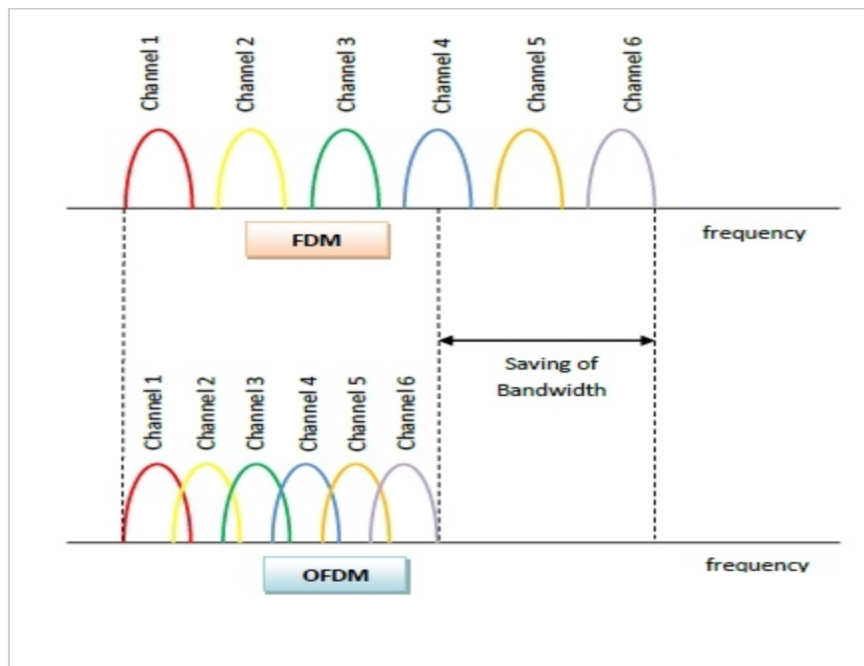 Channel 1
Channel 2
Channel 3
Channel 4
Channel 5
Channel 6
FDM
frequency
Saving of
Bandwidth
Channel 1
Channel 2
Channel 3
Channel 4
Channel 5
Channel 6
OFDM
frequency